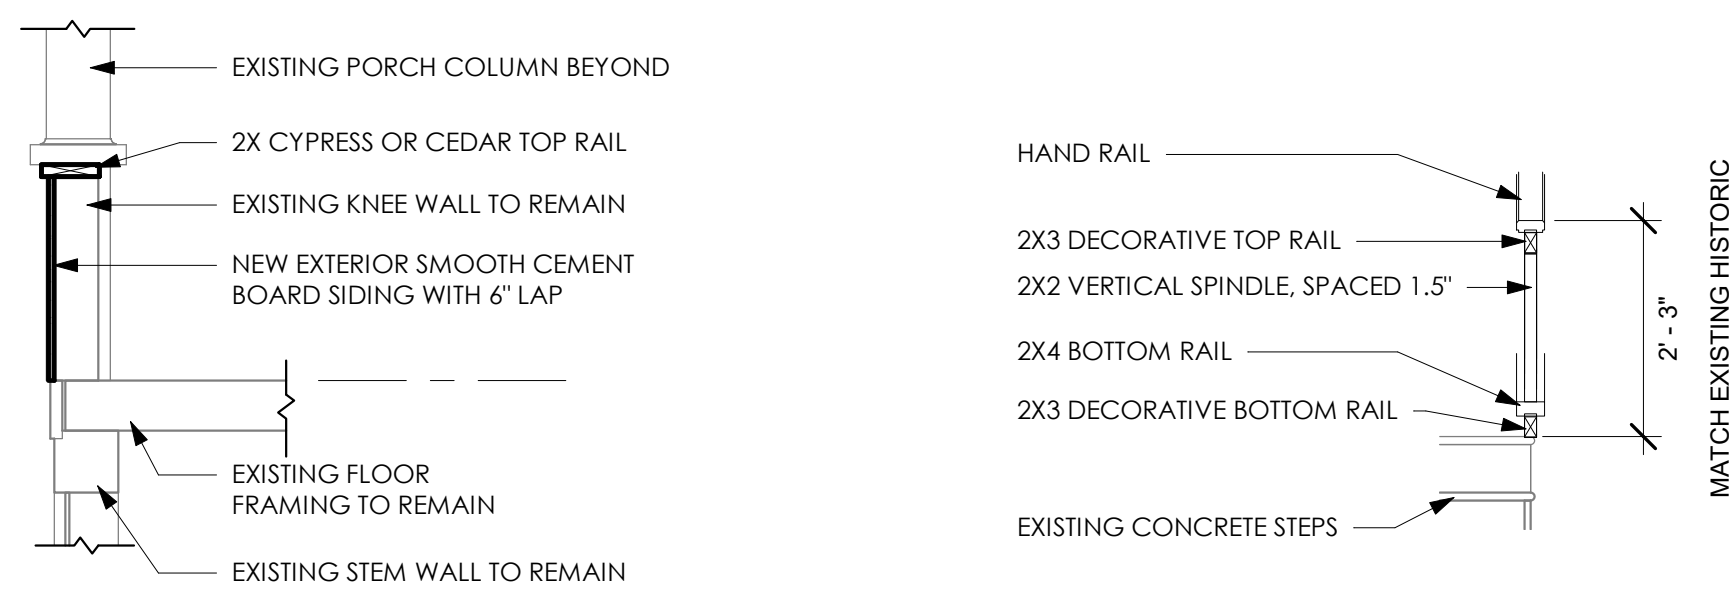 EXISTING PORCH COLUMN BEYOND
2X CYPRESS OR CEDAR TOP RAIL
EXISTING KNEE WALL TO REMAIN
NEW EXTERIOR SMOOTH CEMENT
BOARD SIDING WITH 6" LAP
EXISTING FLOOR
FRAMING TO REMAIN
EXISTING STEM WALL TO REMAIN
HAND RAIL
2X3 DECORATIVE TOP RAIL
2X2 VERTICAL SPINDLE, SPACED 1.5"
2X4 BOTTOM RAIL
2X3 DECORATIVE BOTTOM RAIL
EXISTING CONCRETE STEPS
2' - 3"
MATCH EXISTING HISTORIC